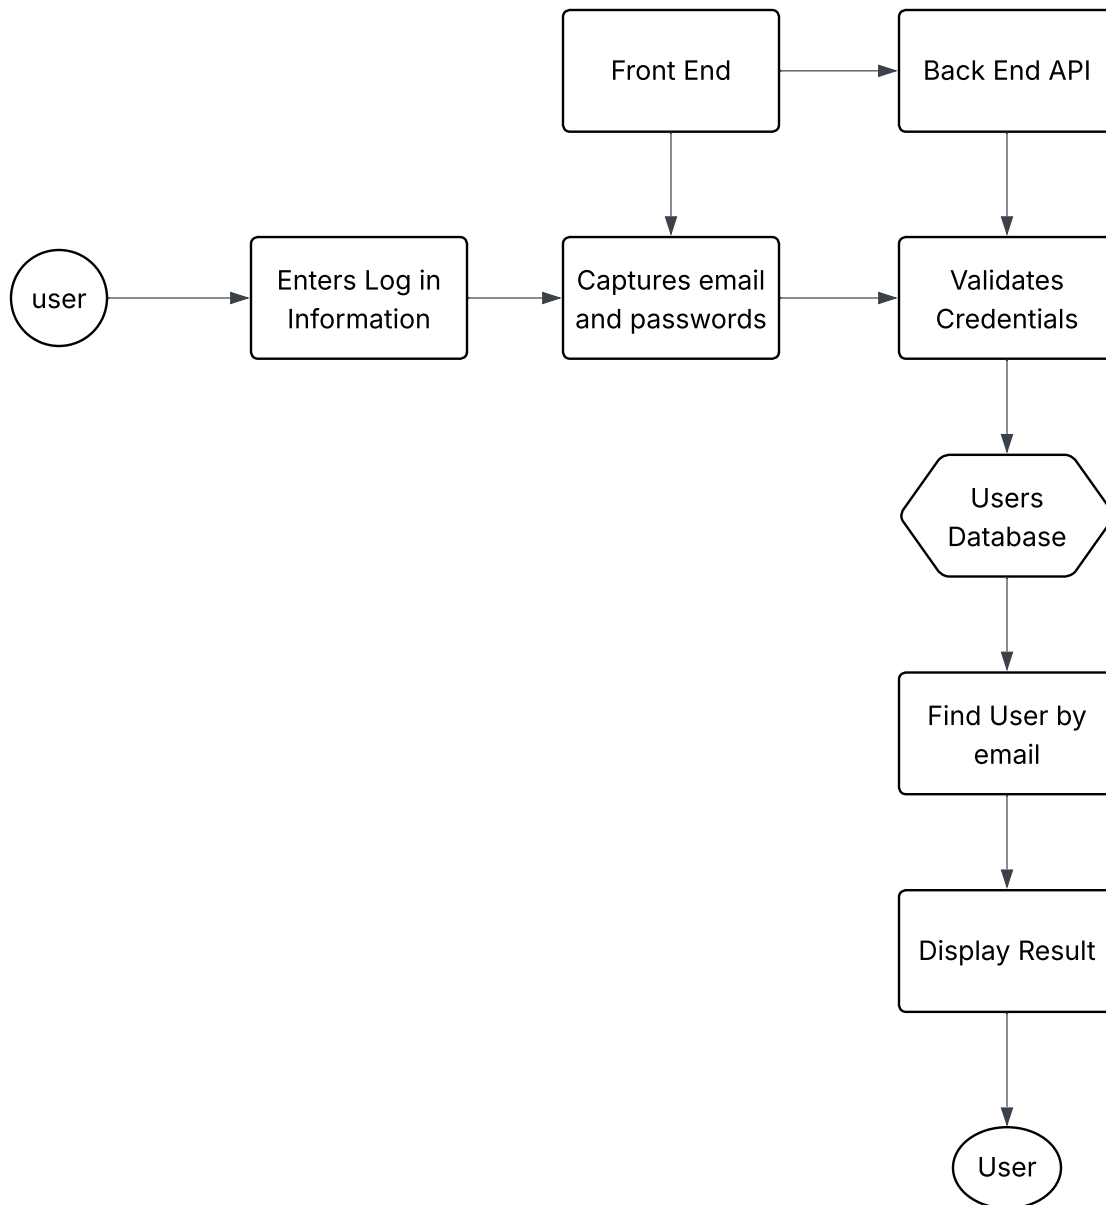 Front End
Back End API
user
Enters Log in
Information
Captures email
and passwords
Validates
Credentials
Users
Database
Find User by
email
Display Result
User